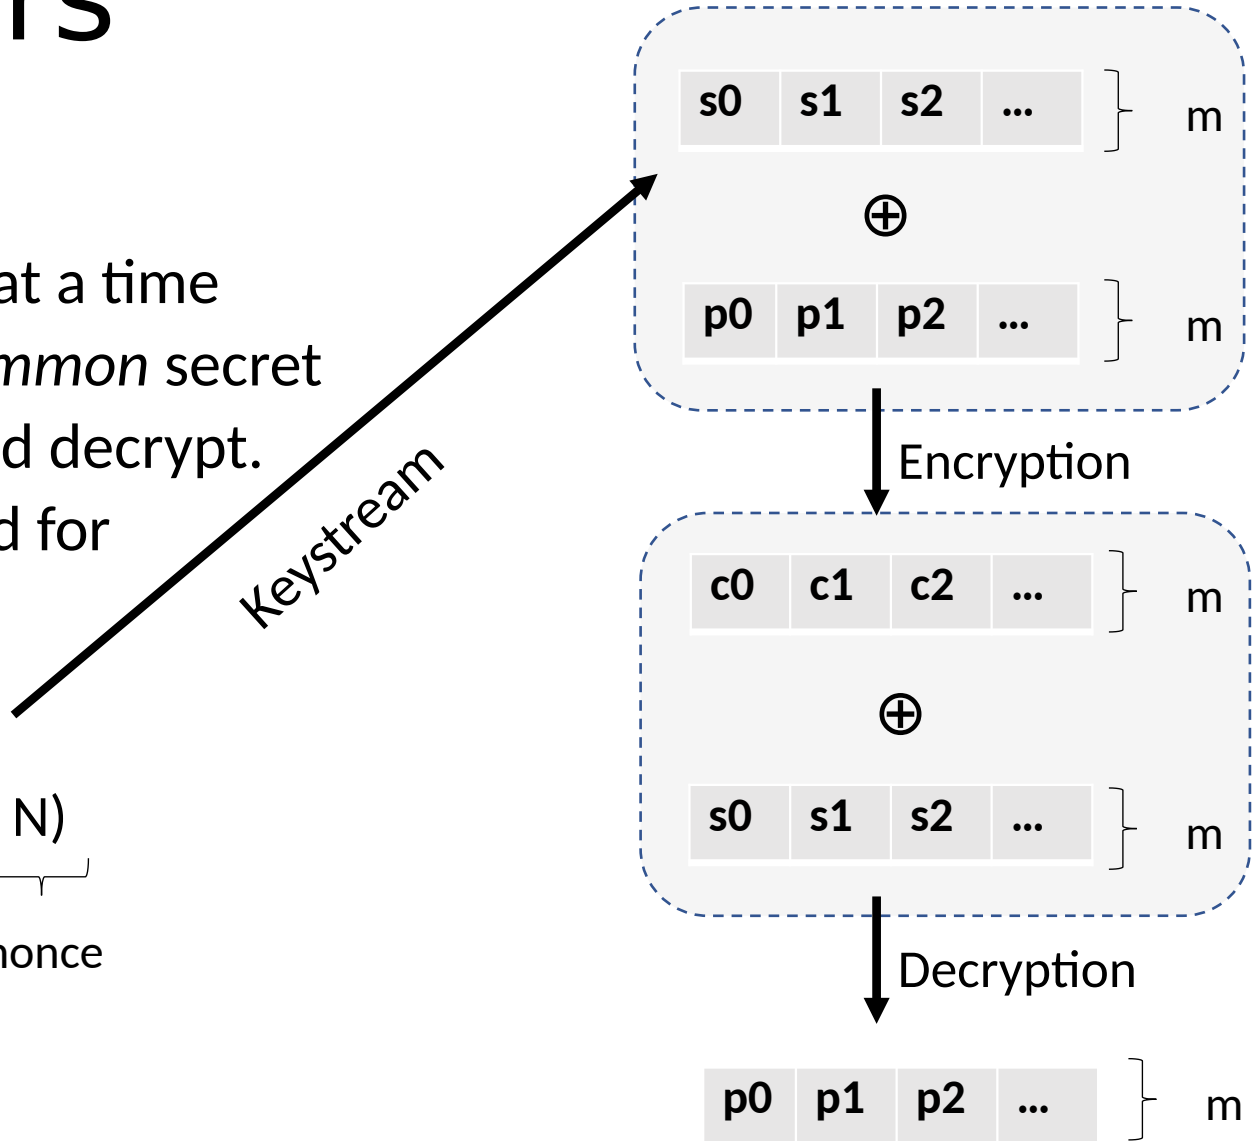 rs
s0 s1 s2 ... m
⊕
at a time
p0 p1 p2 ... m
mmon secret
d decrypt.
Encryption
d for
Keystream
c0 c1 c2 ... m
⊕
N)
s0 s1 s2 ... m
nonce
Decryption
p0 p1 p2 ... m